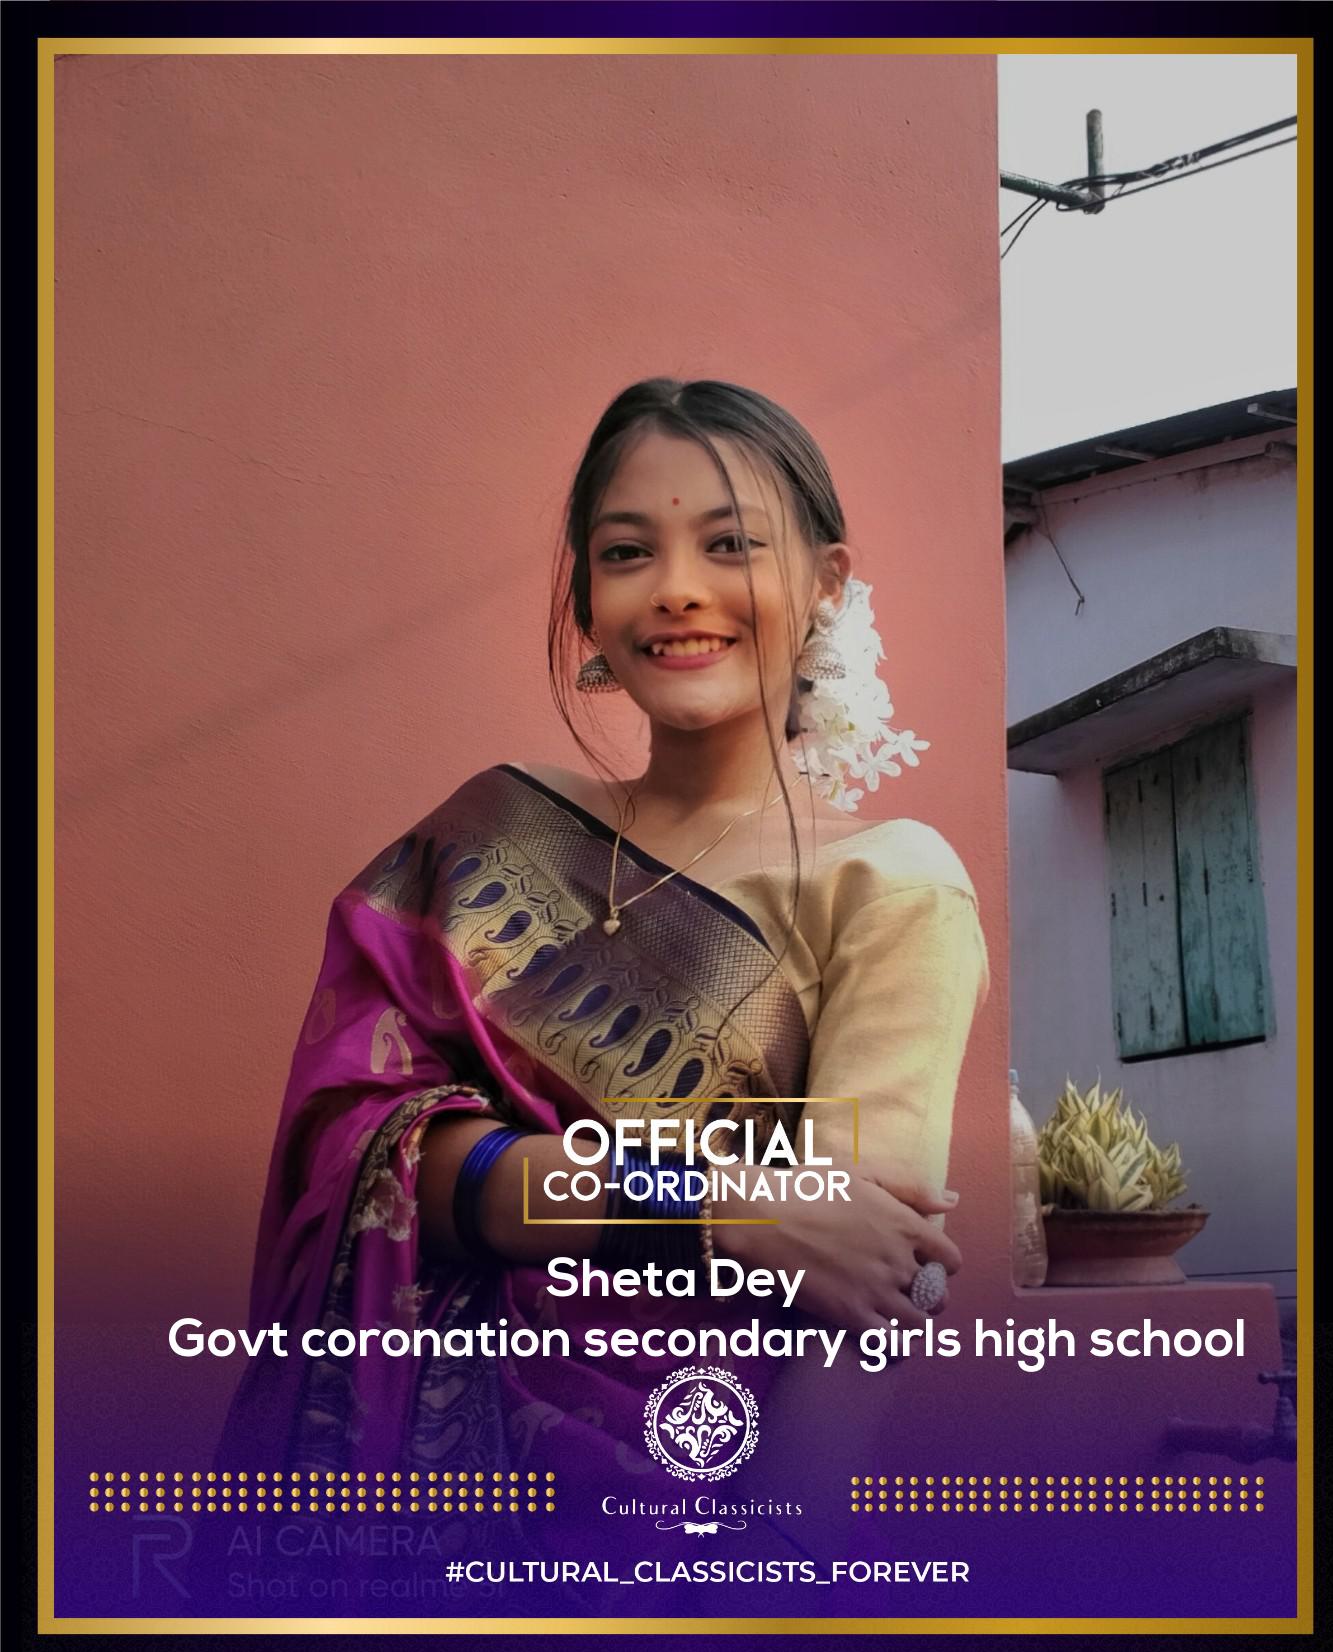 OFFICIAL
CO-ORDINATOR
Sheta Dey
Govt coronation secondary girls high school
Cultural Classicists
AI CAMERA
Shot on realme
#CULTURAL_CLASSICISTS_FOREVER